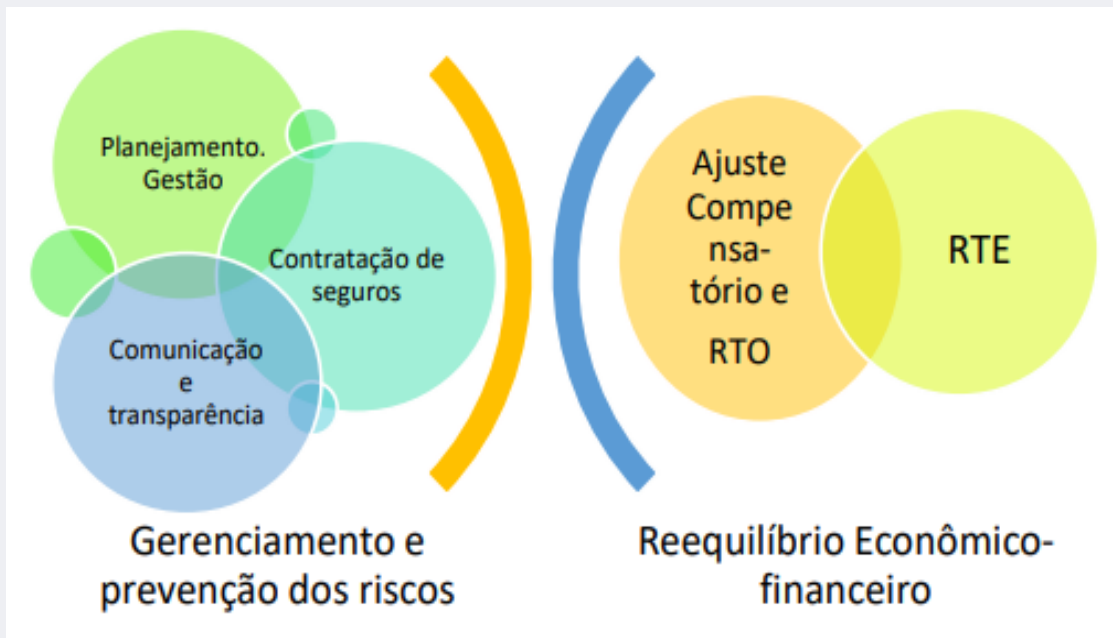 Planejamento.
Gestão
Contratação de
seguros
Comunicação
e
transparência
Gerenciamento e
prevenção dos riscos
Ajuste
Compe
nsa-
tório e
RTO
RTE
Reequilíbrio Econômico-
financeiro